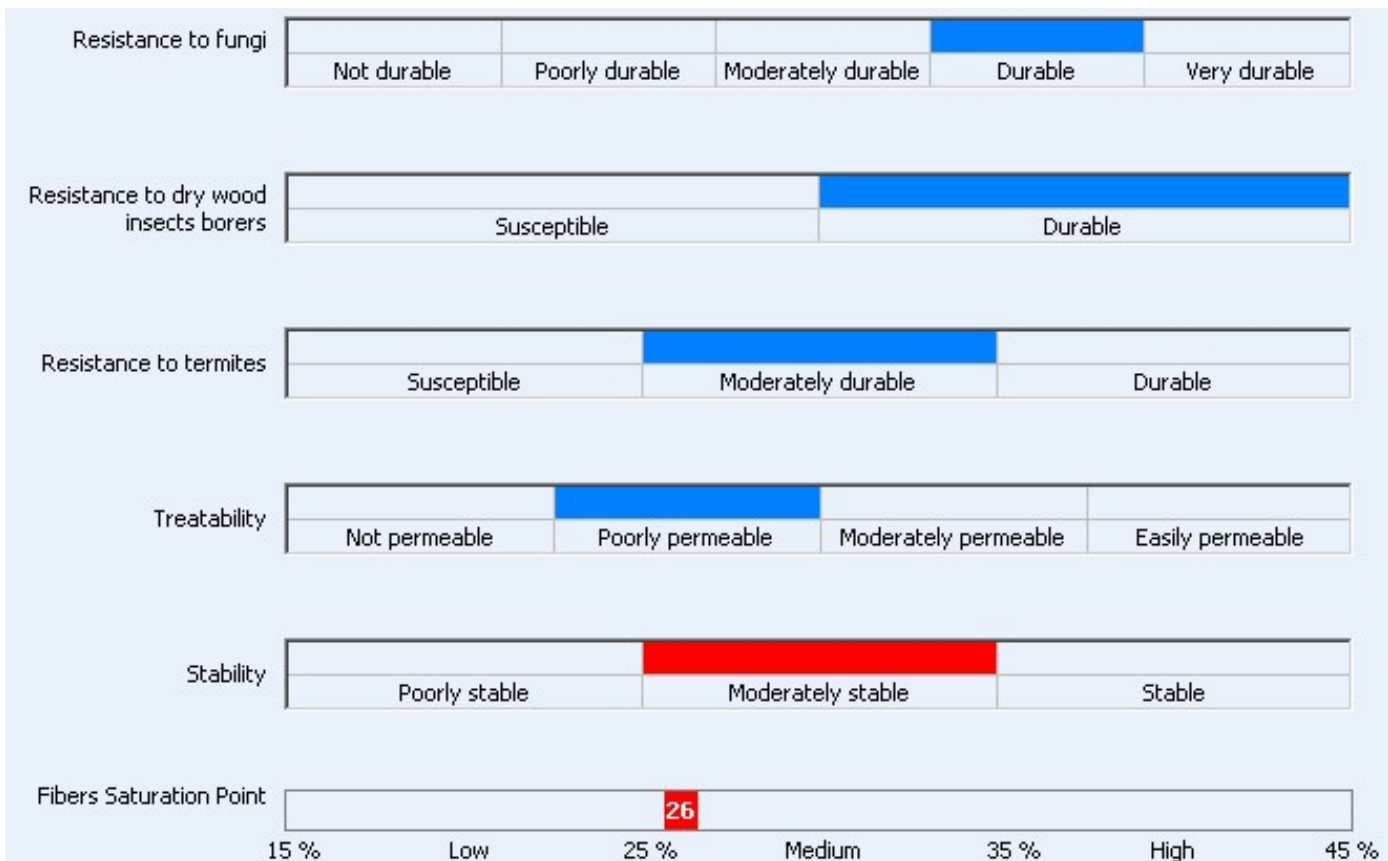 Resistance to fungi
Not durable Poorly durable Moderately durable Durable Very durable
Resistance to dry wood
insects borers
Susceptible Durable
Resistance to termites
Susceptible Moderately durable Durable
Treatability
Not permeable Poorly permeable Moderately permeable Easily permeable
Stability
Poorly stable Moderately stable Stable
Fibers Saturation Point
26
15 % Low 25 % Medium 35 % High 45 %